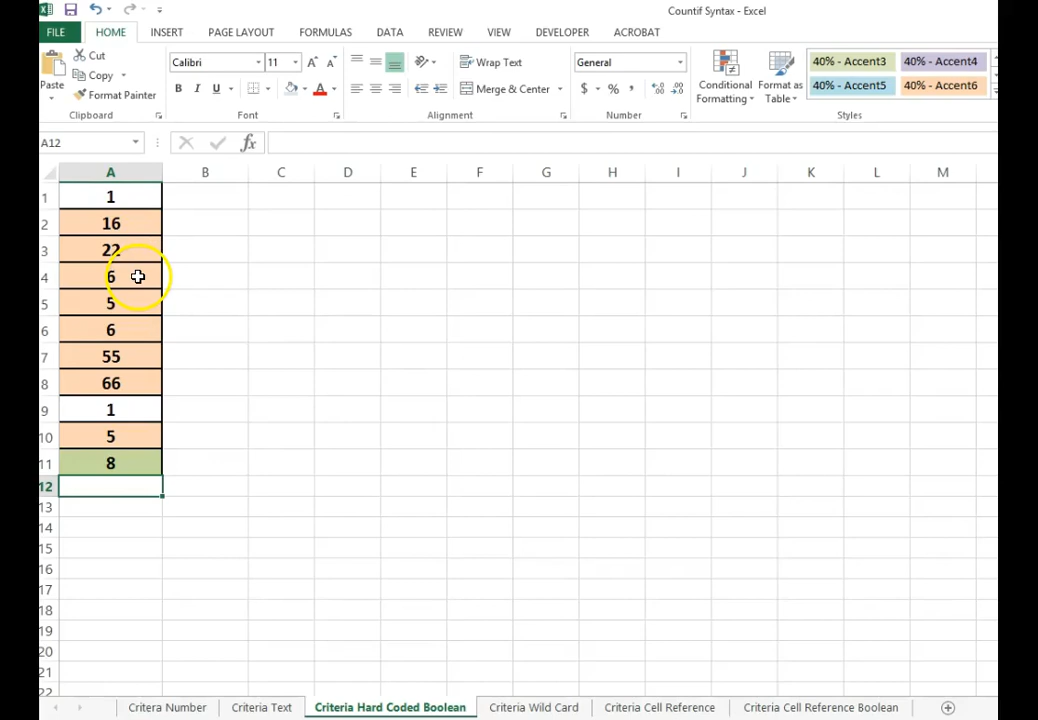 Countif Syntax - Excel
FILE HOME INSERT PAGE LAYOUT FORMULAS DATA REVIEW VIEW DEVELOPER ACROBAT
Cut
Copy
Format Painter
Paste
Clipboard
Calibri 11
B I U
Font
Wrap Text
Merge & Center
Alignment
General
$ % ,
Number
Conditional Formatting
Format as Table
40% - Accent3 40% - Accent4
40% - Accent5 40% - Accent6
Styles
A12 fx
A B C D E F G H I J K L M
1 1
2 16
3 22
4 6
5 5
6 6
7 55
8 66
9 1
10 5
11 8
12
13
14
15
16
17
18
19
20
21
22
Critera Number Criteria Text Criteria Hard Coded Boolean Criteria Wild Card Criteria Cell Reference Criteria Cell Reference Boolean